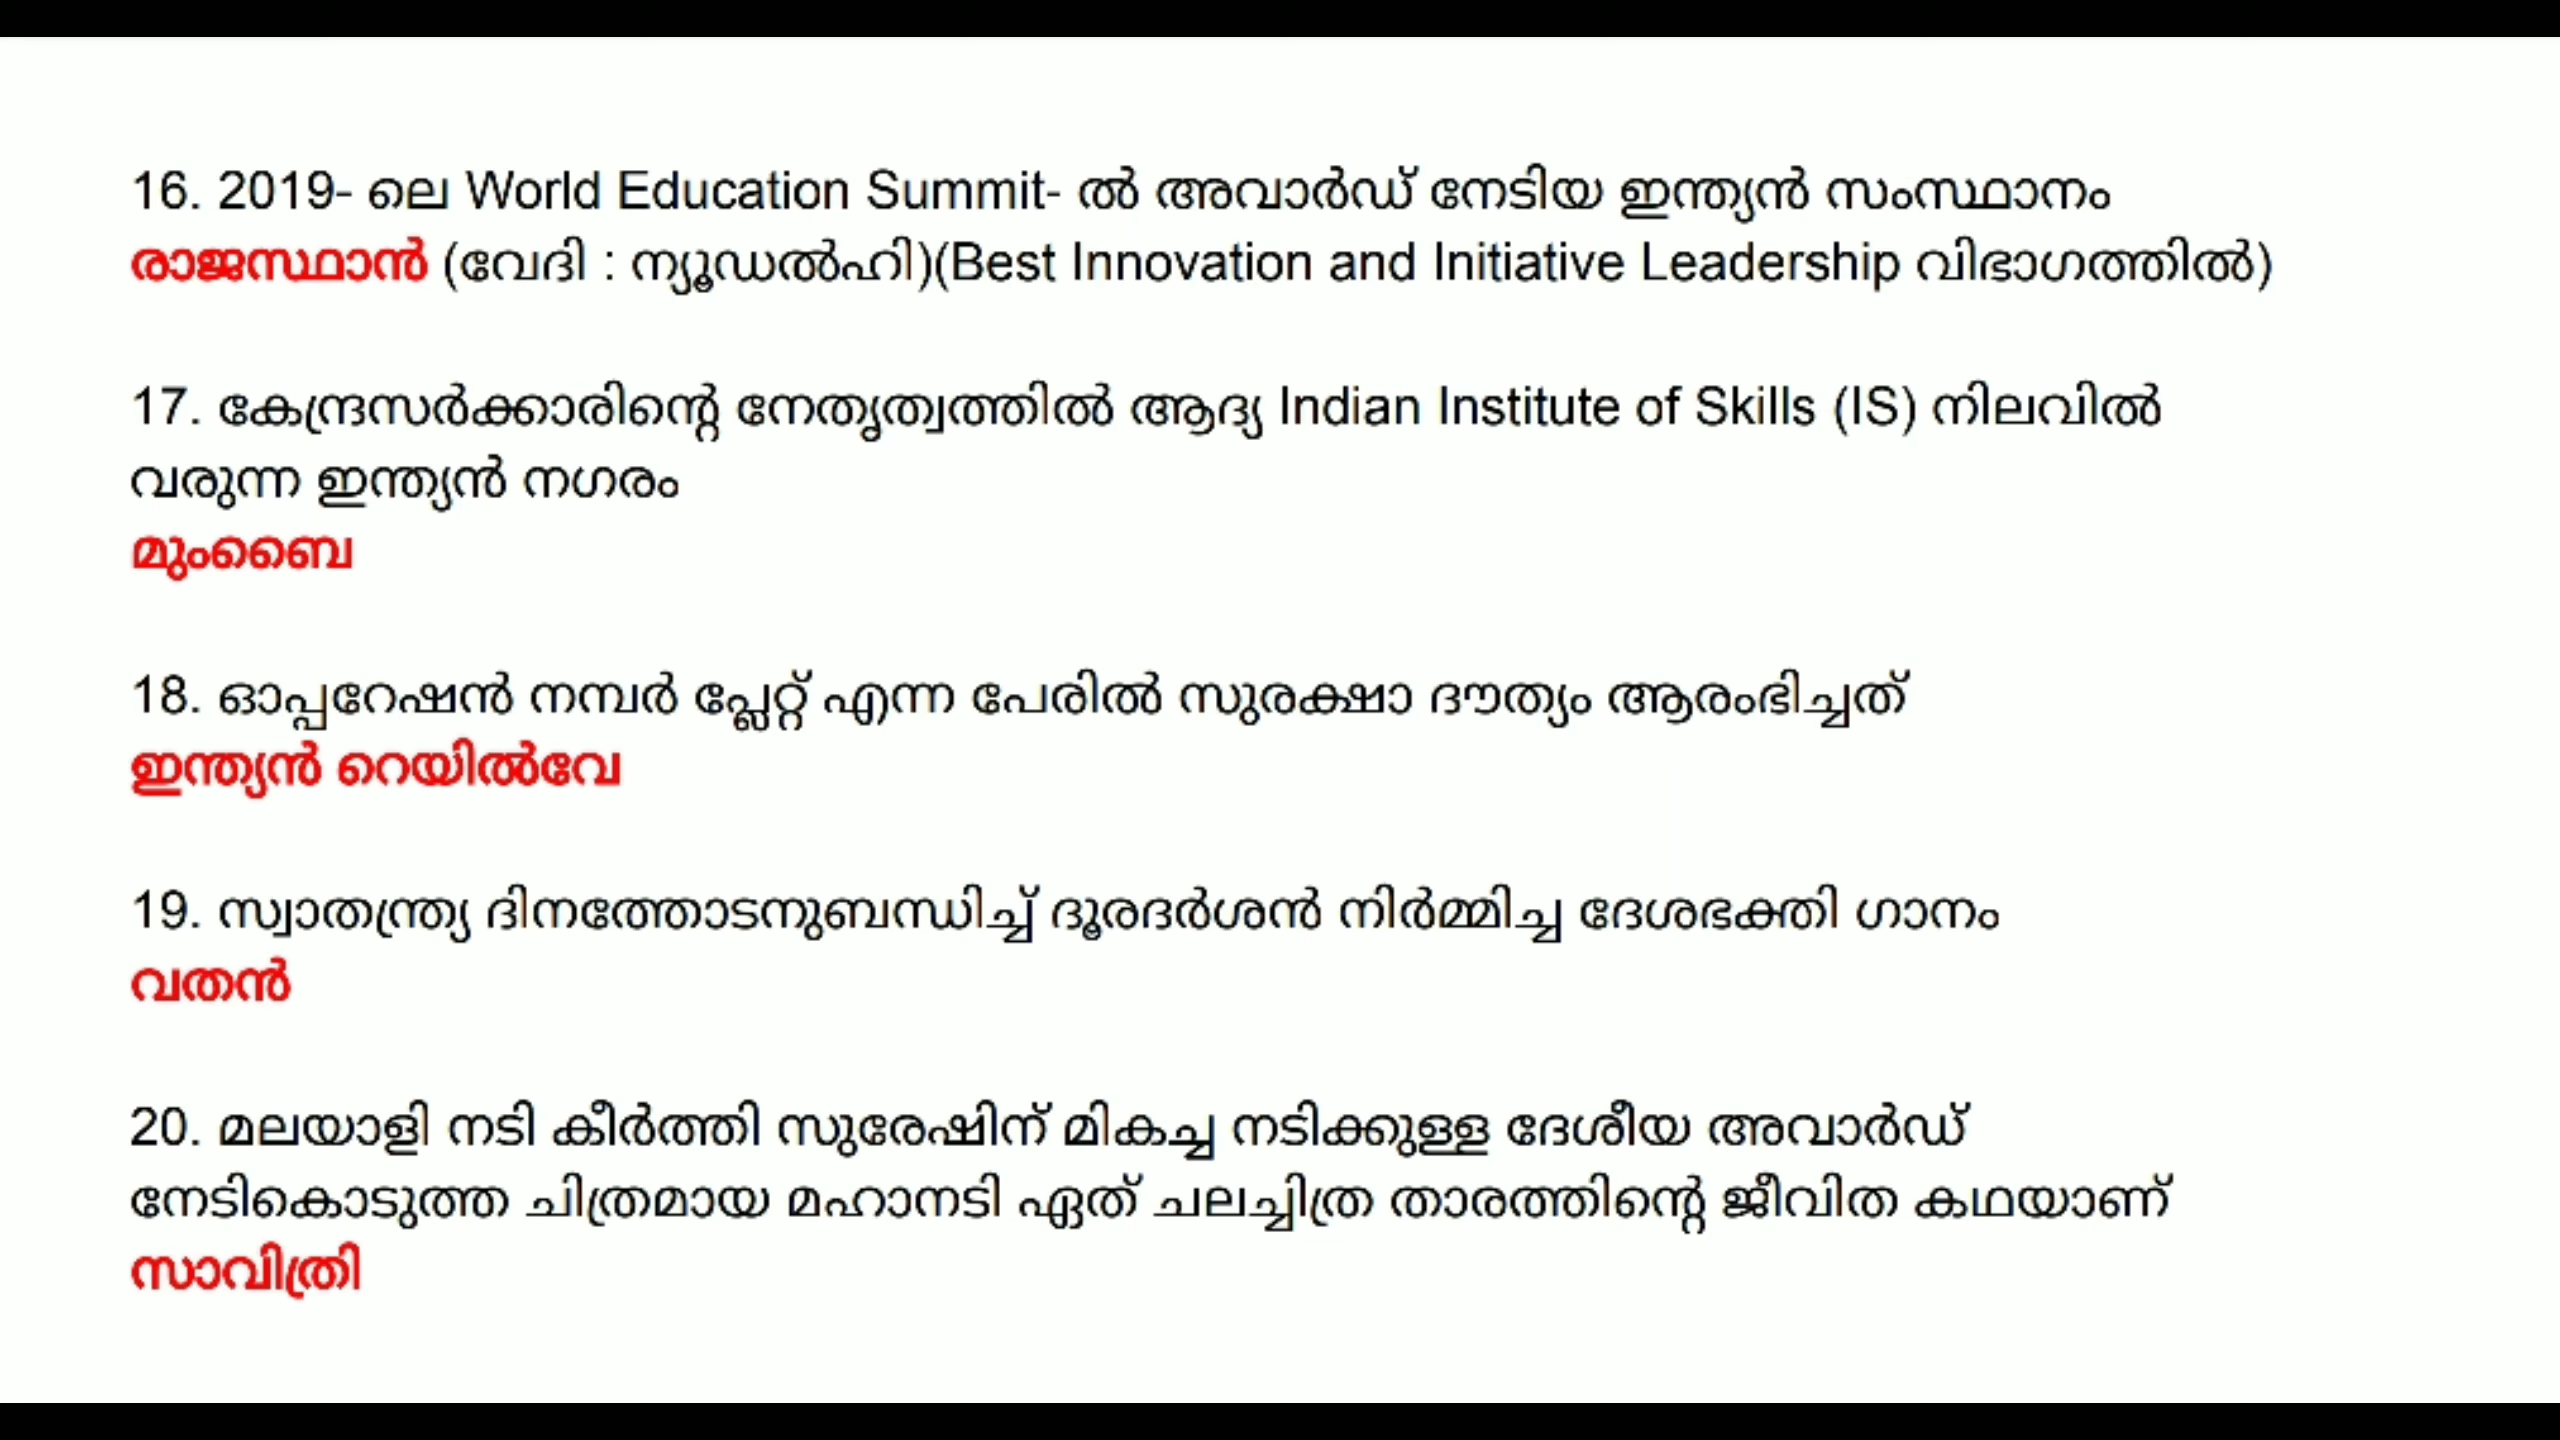 16. 2019- ലെ World Education Summit- ൽ അവാർഡ് നേടിയ ഇന്ത്യൻ സംസ്ഥാനം
രാജസ്ഥാൻ (വേദി : ന്യൂഡൽഹി)(Best Innovation and Initiative Leadership വിഭാഗത്തിൽ)
17. കേന്ദ്രസർക്കാരിന്റെ നേതൃത്വത്തിൽ ആദ്യ Indian Institute of Skills (IS) നിലവിൽ
വരുന്ന ഇന്ത്യൻ നഗരം
മുംബൈ
18. ഓപ്പറേഷൻ നമ്പർ പ്ലേറ്റ് എന്ന പേരിൽ സുരക്ഷാ ദൗത്യം ആരംഭിച്ചത്
ഇന്ത്യൻ റെയിൽവേ
19. സ്വാതന്ത്ര്യ ദിനത്തോടനുബന്ധിച്ച് ദൂരദർശൻ നിർമ്മിച്ച ദേശഭക്തി ഗാനം
വതൻ
20. മലയാളി നടി കീർത്തി സുരേഷിന് മികച്ച നടിക്കുള്ള ദേശീയ അവാർഡ്
നേടികൊടുത്ത ചിത്രമായ മഹാനടി ഏത് ചലച്ചിത്ര താരത്തിന്റെ ജീവിത കഥയാണ്
സാവിത്രി